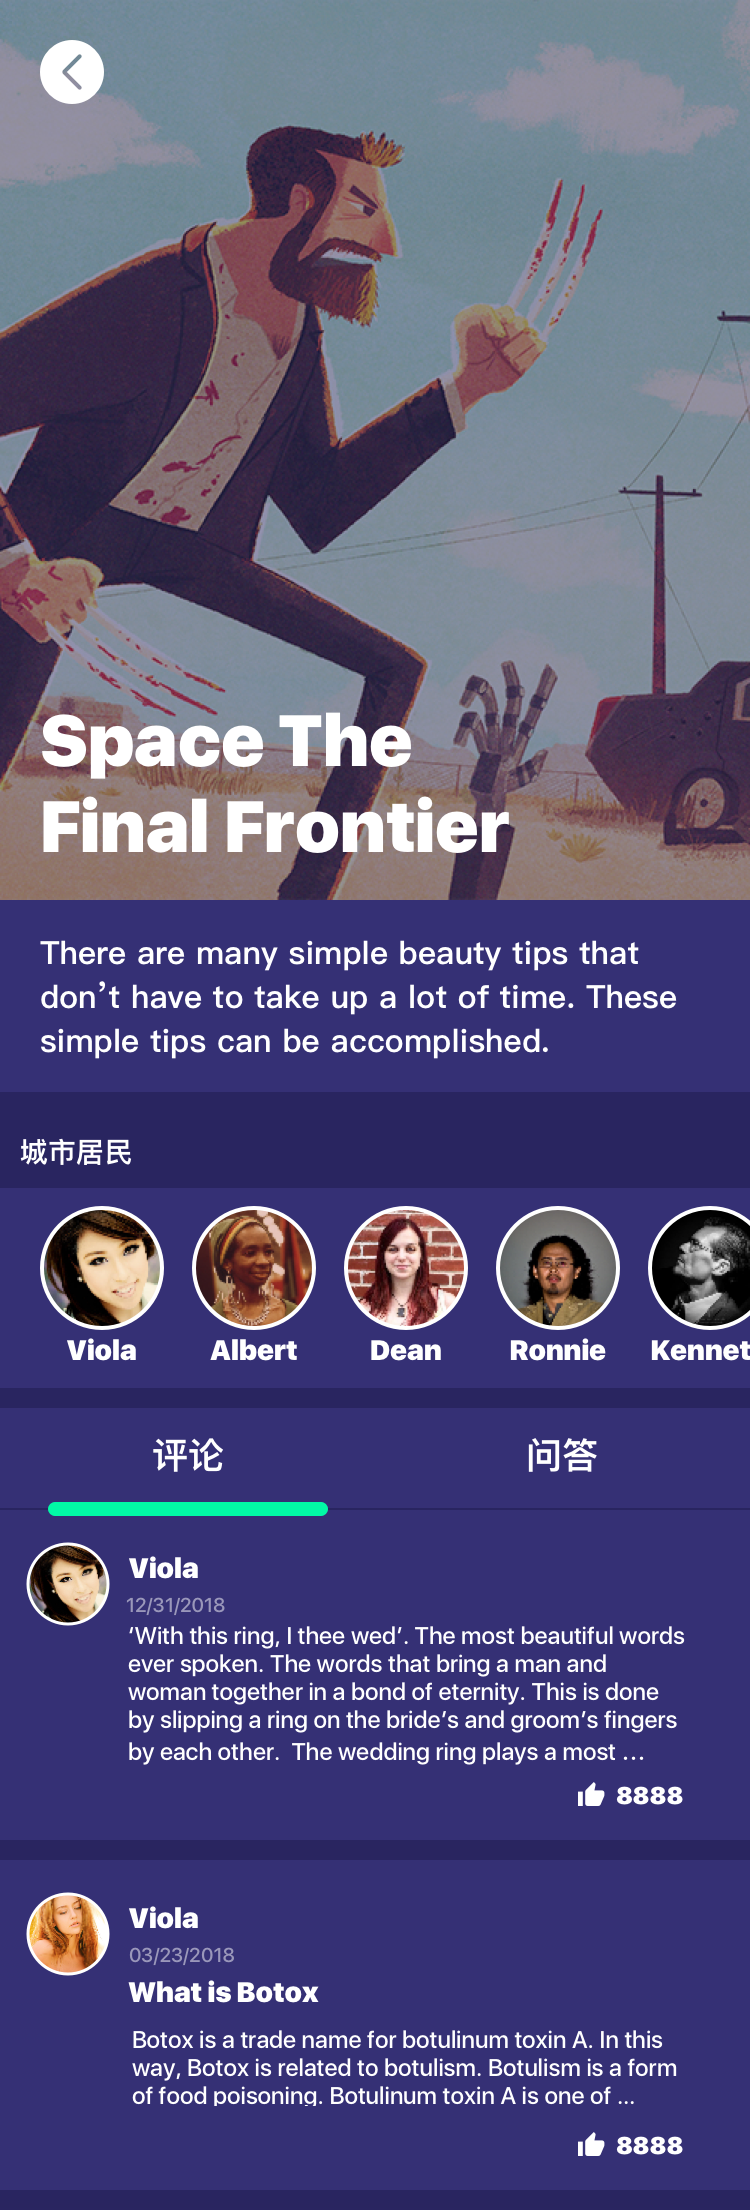 Space The
Final Frontier
There are many simple beauty tips that
don’t have to take up a lot of time. These
simple tips can be accomplished.
城市居民
Viola
Albert
Dean
Ronnie
Kennet
评论
问答
Viola
12/31/2018
‘With this ring, I thee wed’. The most beautiful words
ever spoken. The words that bring a man and
woman together in a bond of eternity. This is done
by slipping a ring on the bride’s and groom’s fingers
by each other.  The wedding ring plays a most …
8888
Viola
03/23/2018
What is Botox
Botox is a trade name for botulinum toxin A. In this
way, Botox is related to botulism. Botulism is a form
of food poisoning. Botulinum toxin A is one of ...
8888